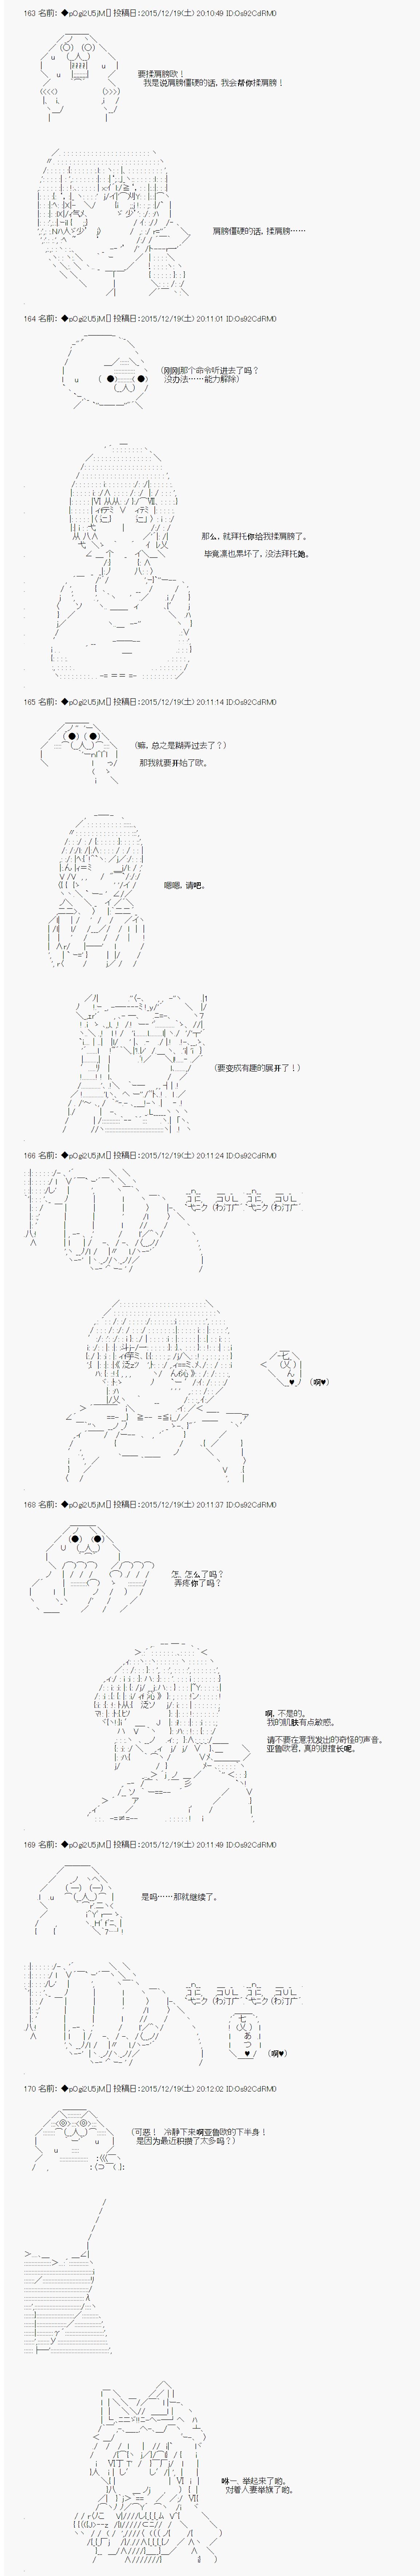 163 名前: ◆pOgi2U5jM 投稿日:2015/12/19(土) 20:10:49 ID:Os92CdRM0
要揉肩膀欧！
我是说肩膀僵硬的话，我会帮你揉肩膀！
肩膀僵硬的话，揉肩膀……
164 名前: ◆pOgi2U5jM 投稿日:2015/12/19(土) 20:11:01 ID:Os92CdRM0
（刚刚那个命令听进去了吗？
没办法……能力解除）
那么，就拜托你给我揉肩膀了。
毕竟凛也累坏了，没法拜托她。
165 名前: ◆pOgi2U5jM 投稿日:2015/12/19(土) 20:11:14 ID:Os92CdRM0
（嘛，总之是糊弄过去了？）
那我就要开始了欧。
嗯嗯，请吧。
（要变成有趣的展开了！）
166 名前: ◆pOgi2U5jM 投稿日:2015/12/19(土) 20:11:24 ID:Os92CdRM0
（啊♥）
168 名前: ◆pOgi2U5jM 投稿日:2015/12/19(土) 20:11:37 ID:Os92CdRM0
怎，怎么了吗？
弄疼你了吗？
啊，不是的。
我的肌肤有点敏感。
请不要在意我发出的奇怪的声音。
亚鲁欧君，真的很擅长呢。
169 名前: ◆pOgi2U5jM 投稿日:2015/12/19(土) 20:11:49 ID:Os92CdRM0
是吗……那就继续了。
（啊♥）
170 名前: ◆pOgi2U5jM 投稿日:2015/12/19(土) 20:12:02 ID:Os92CdRM0
（可恶！　冷静下来啊亚鲁欧的下半身！
是因为最近积攒了太多吗？）
咻一，举起来了哟。
对着人妻举旗了哟。